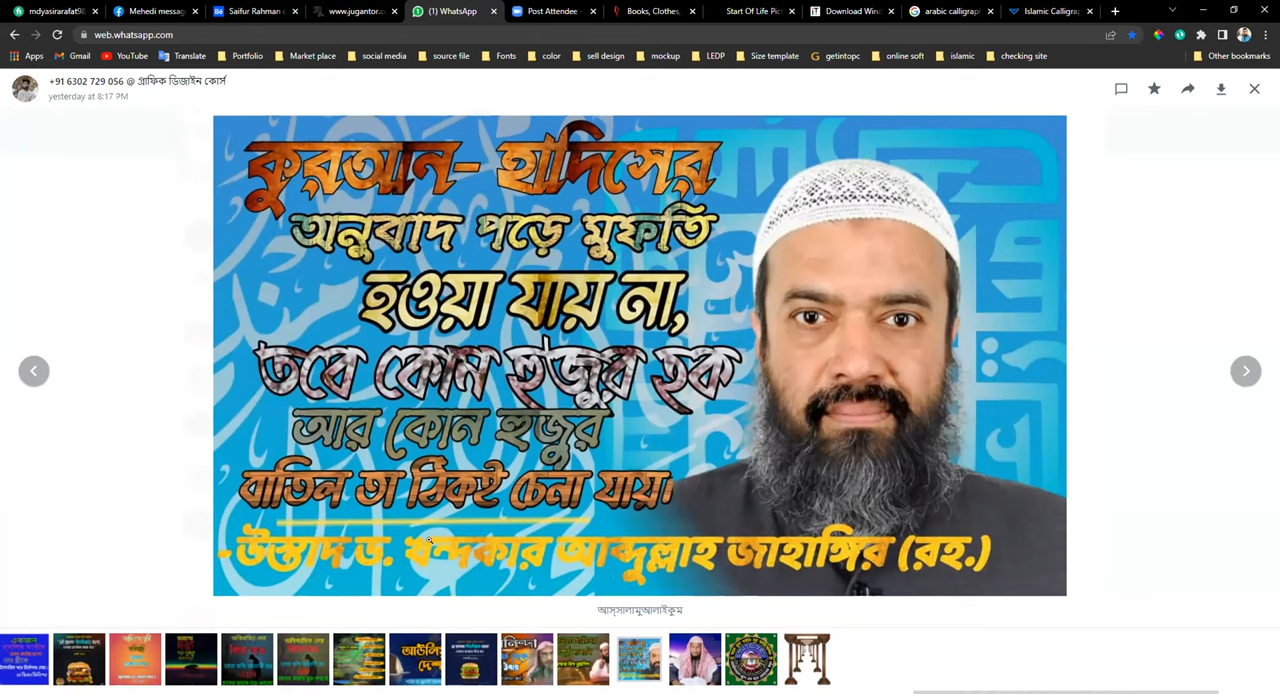 mdyasirarafat98
Mehedi messag
Saifur Rahman
www.jugantor.c
(1) WhatsApp
Post Attendee -
Books, Clothes,
Start Of Life Pict
Download Win
arabic calligraph
Islamic Calligrap
web.whatsapp.com
Apps
Gmail
YouTube
Translate
Portfolio
Market place
social media
source file
Fonts
color
sell design
mockup
LEDP
Size template
getintopc
online soft
islamic
checking site
Other bookmarks
+91 6302 729 056 @ গ্রাফিক ডিজাইন কোর্স
yesterday at 8:17 PM
কুরআন- হাদিসের
অনুবাদ পড়ে মুফতি
হওয়া যায় না,
তবে কোন হুজুর হক
আর কোন হুজুর
বাতিল তা ঠিকই চেনা যায়।
-উস্তাদ ড. খন্দকার আব্দুল্লাহ জাহাঙ্গির (রহ.)
আস্সালামুআলাইকুম